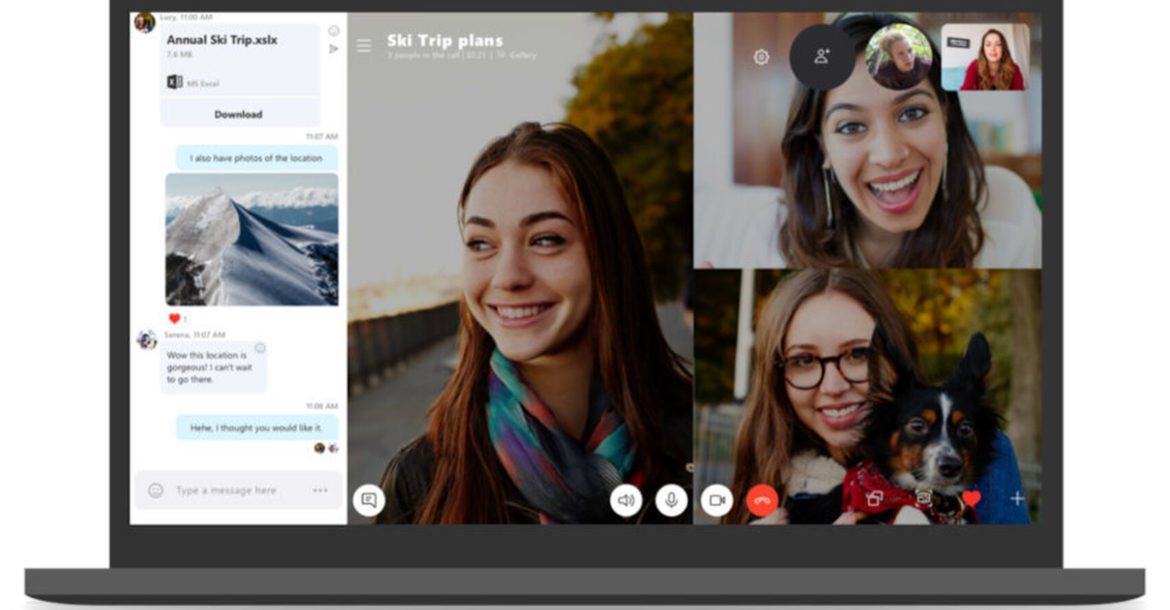 Lucy, 11:00 AM
Annual Ski Trip.xslx
7,6 MB
MS Excel
Download
11:07 AM
I also have photos of the location
1
Serena, 11:07 AM
Wow this location is
gorgeous! I can't wait
to go there.
11:08 AM
Hehe, I thought you would like it.
Type a message here
Ski Trip plans
3 people in the call | 02:21 | Gallery